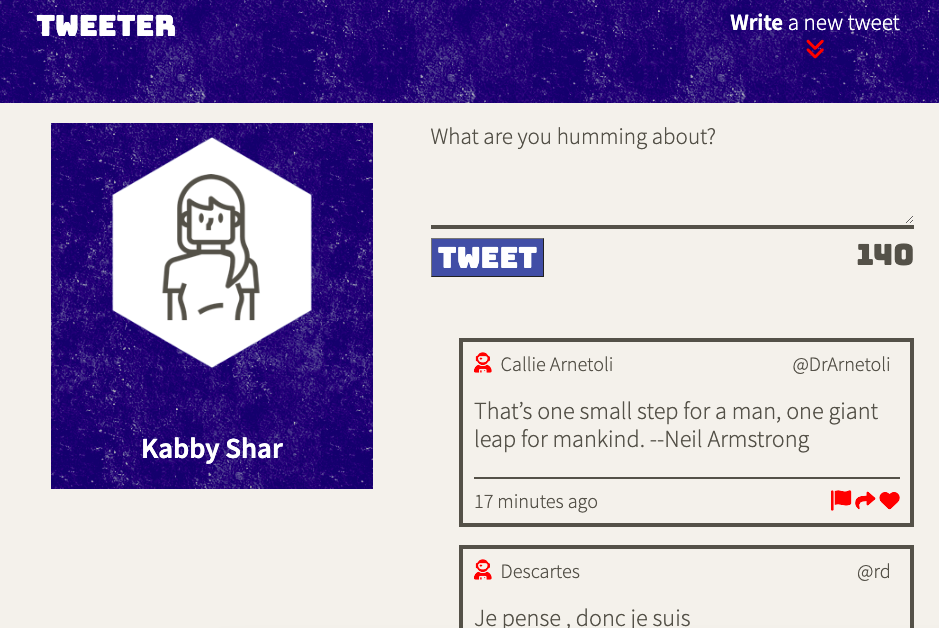 TWEETER
Write a new tweet
Kabby Shar
What are you humming about?
TWEET
140
Callie Arnetoli
@DrArnetoli
That’s one small step for a man, one giant
leap for mankind. --Neil Armstrong
17 minutes ago
Descartes
@rd
Je pense , donc je suis